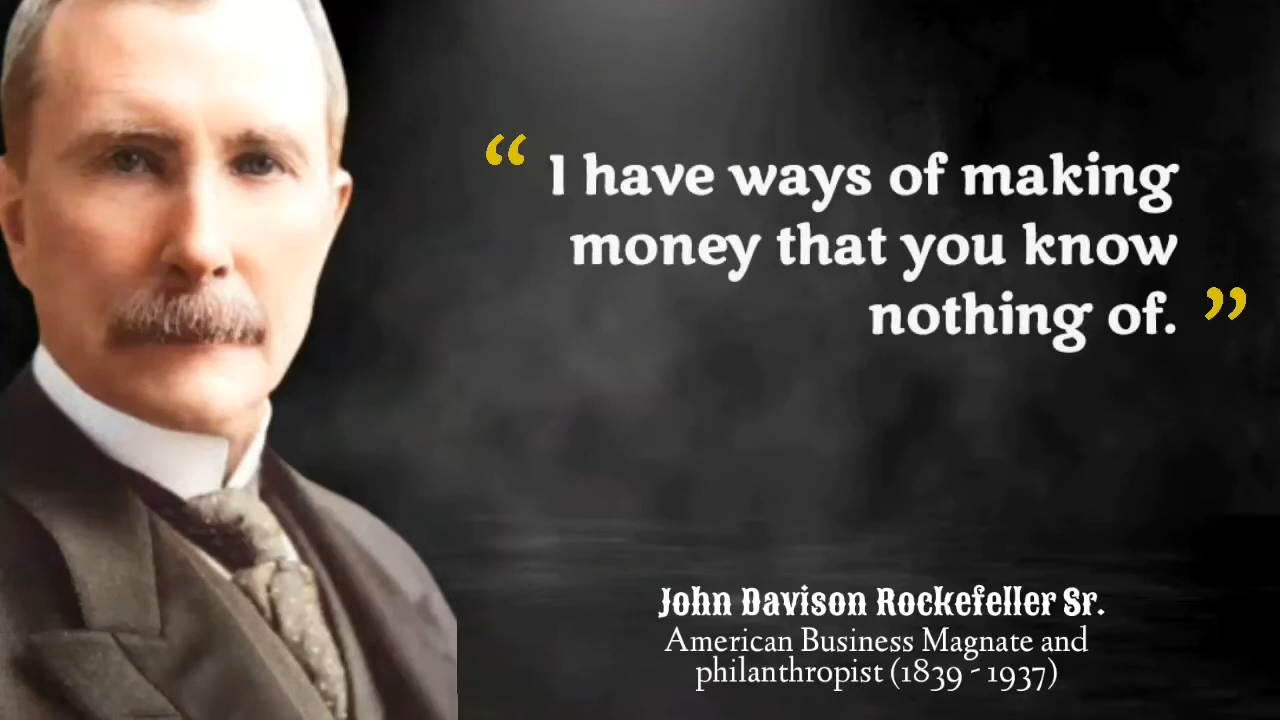 “ I have ways of making
money that you know
nothing of. ”
John Davison Rockefeller Sr.
American Business Magnate and
philanthropist (1839 - 1937)